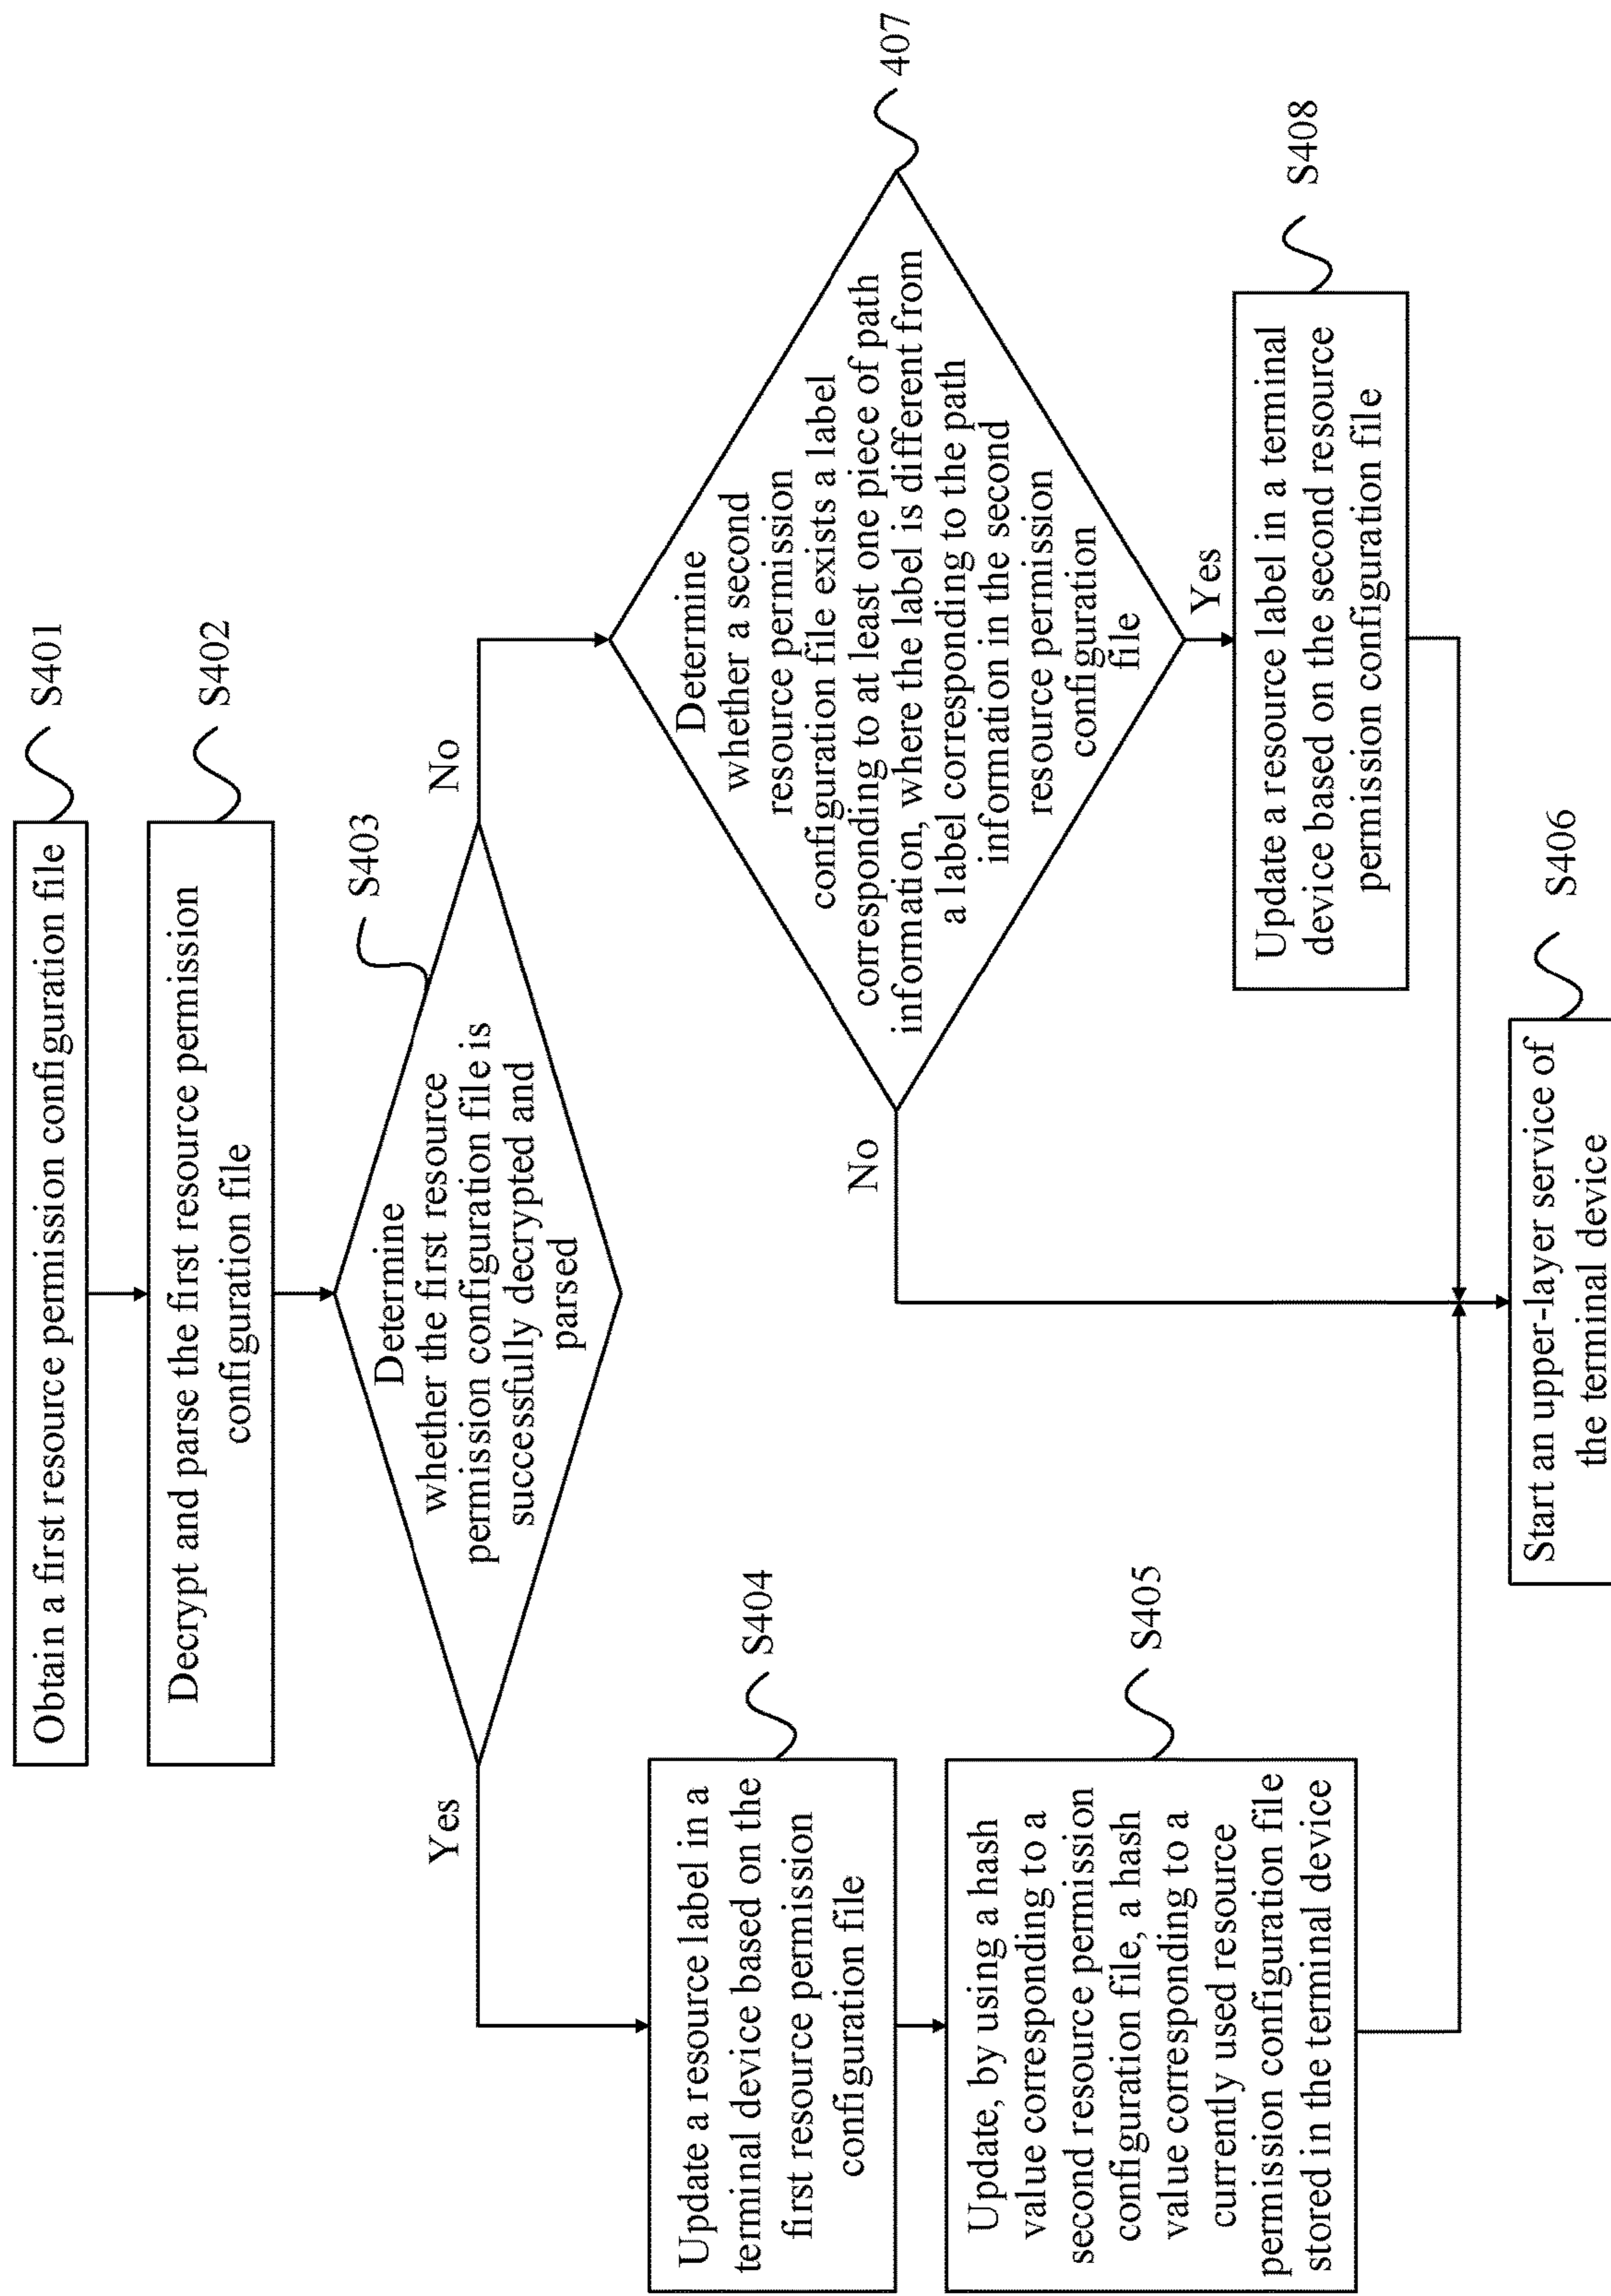 Obtain a first resource permission configuration file
S401
Decrypt and parse the first resource permission
configuration file
S402
Determine
whether the first resource
permission configuration file is
successfully decrypted and
parsed
S403
Yes
No
Update a resource label in a
terminal device based on the
first resource permission
configuration file
S404
Update, by using a hash
value corresponding to a
second resource permission
configuration file, a hash
value corresponding to a
currently used resource
permission configuration file
stored in the terminal device
S405
Determine
whether a second
resource permission
configuration file exists a label
corresponding to at least one piece of path
information, where the label is different from
a label corresponding to the path
information in the second
resource permission
configuration
file
407
No
Yes
Update a resource label in a terminal
device based on the second resource
permission configuration file
S408
Start an upper-layer service of
the terminal device
S406